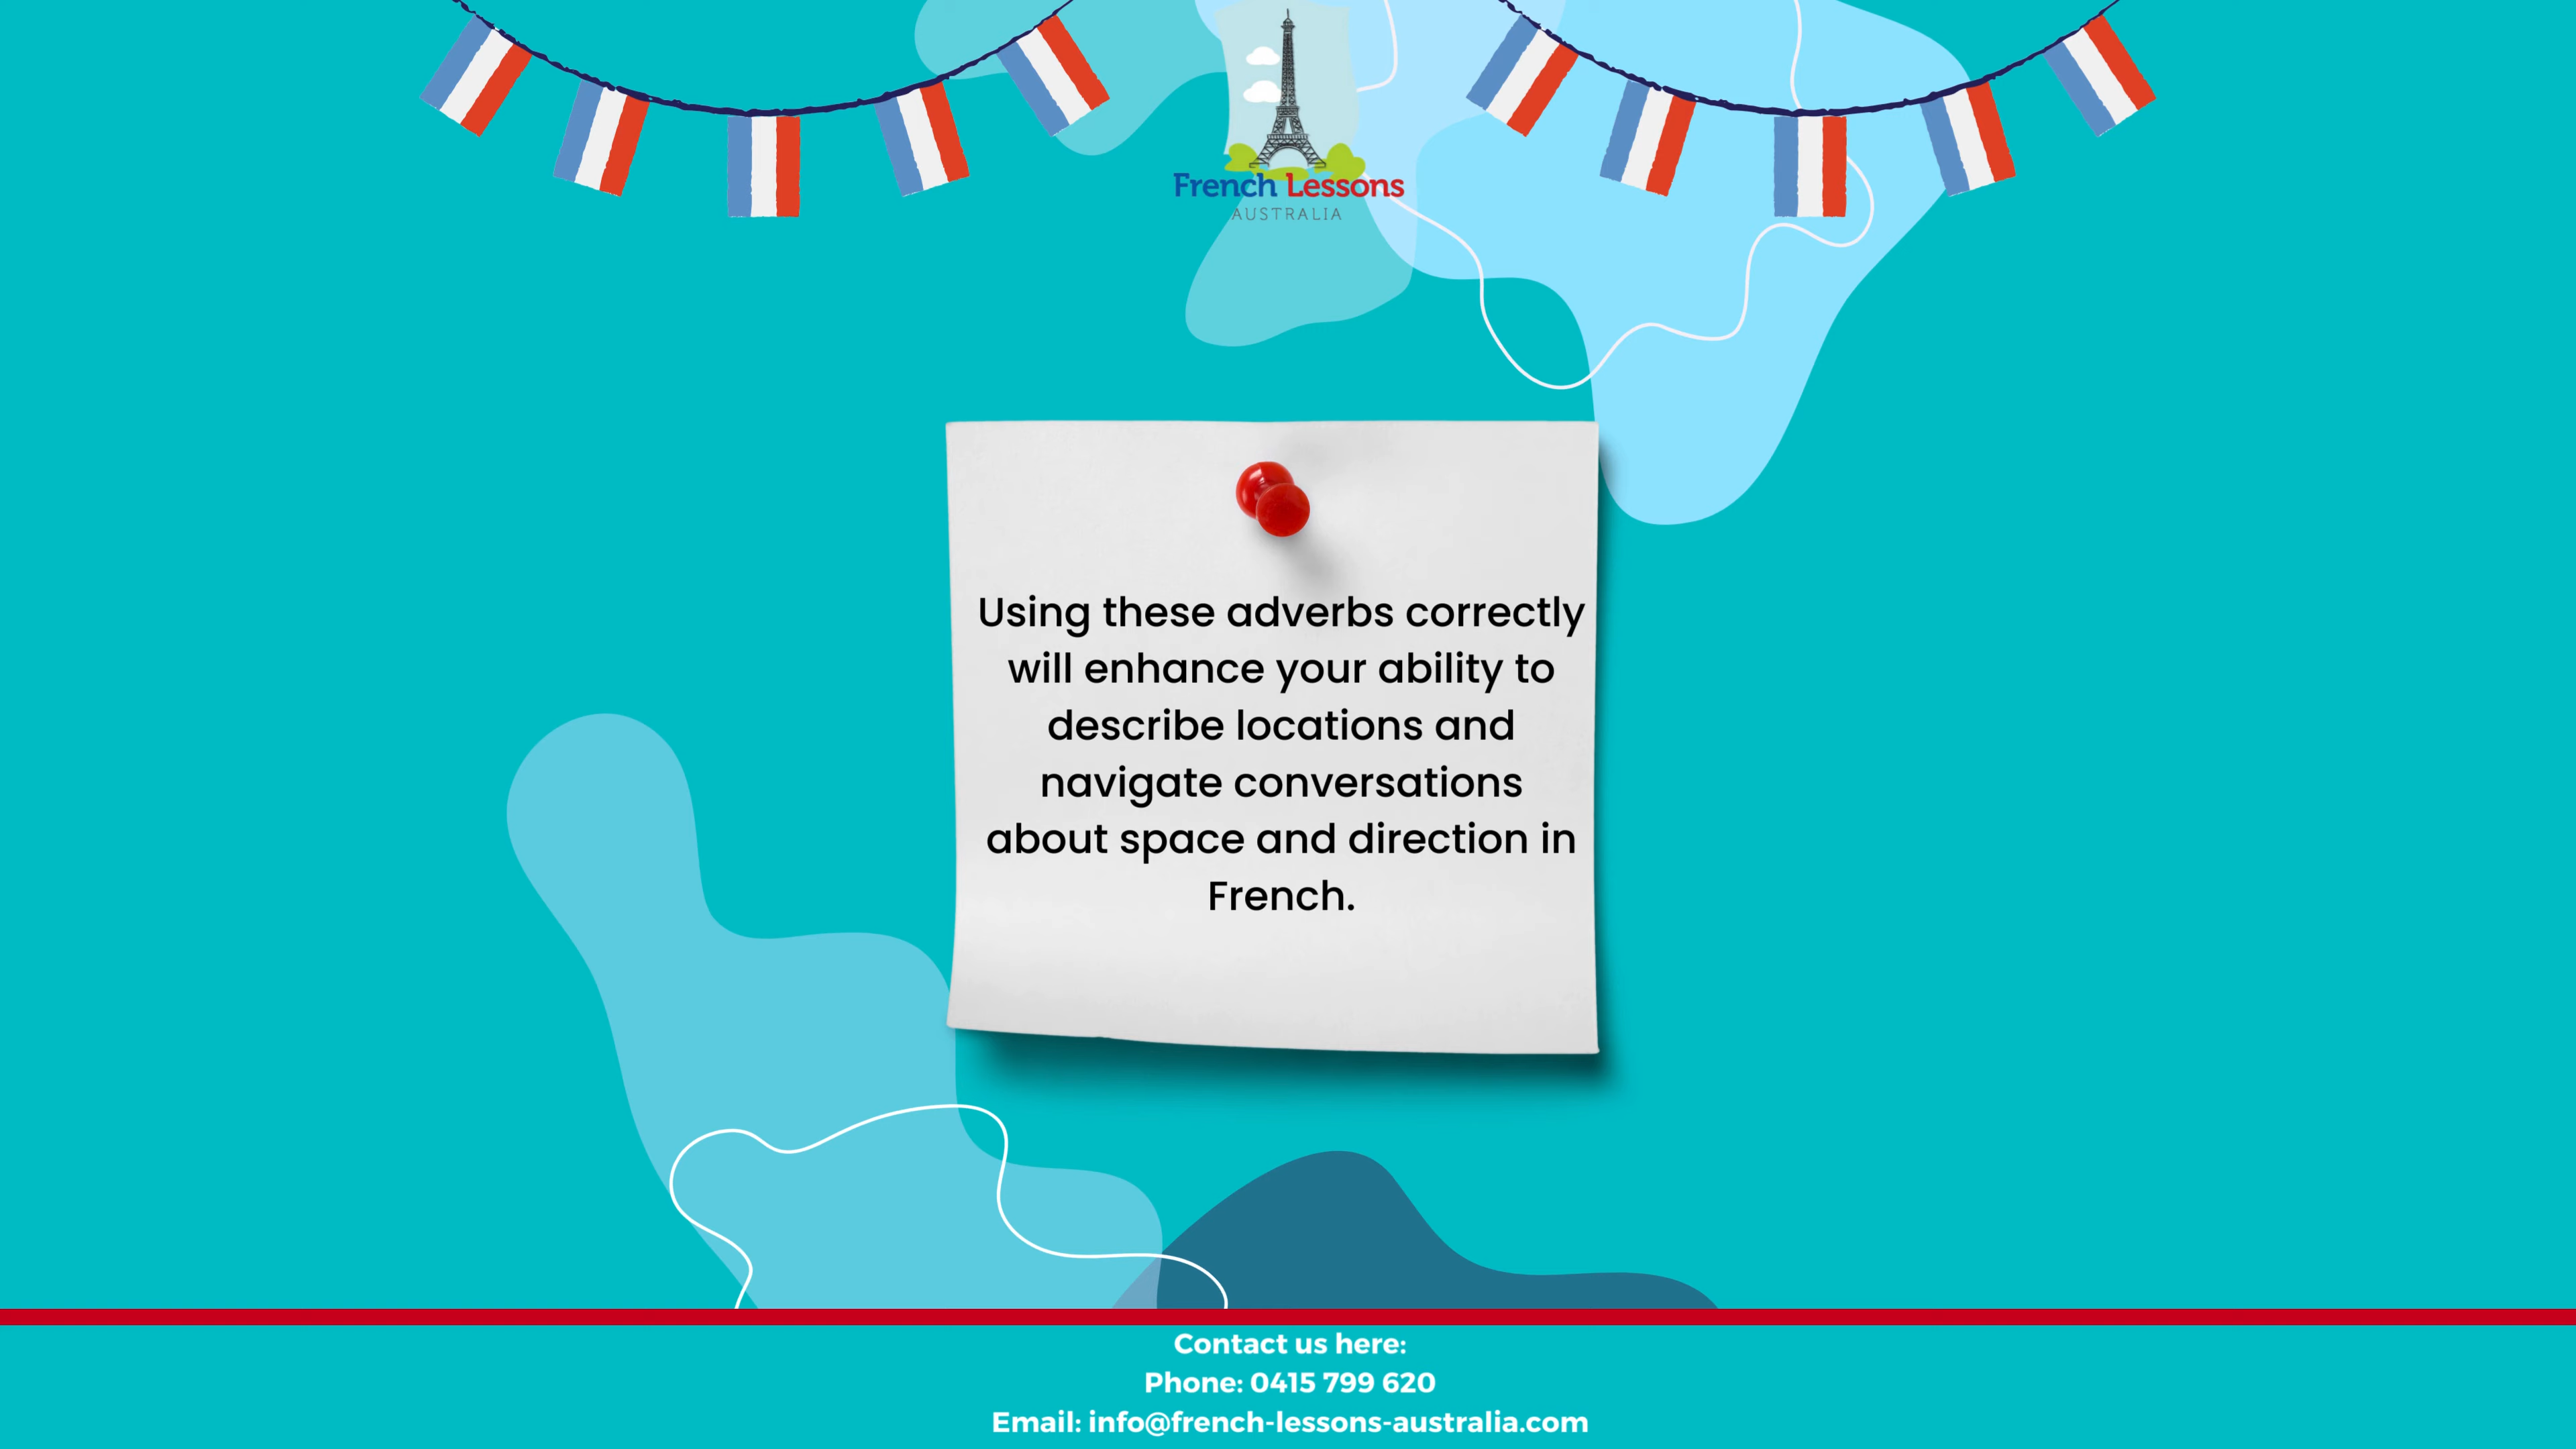 French Lessons
AUSTRALIA
Using these adverbs correctly
will enhance your ability to
describe locations and
navigate conversations
about space and direction in
French.
Contact us here:
Phone: 0415 799 620
Email: info@french-lessons-australia.com